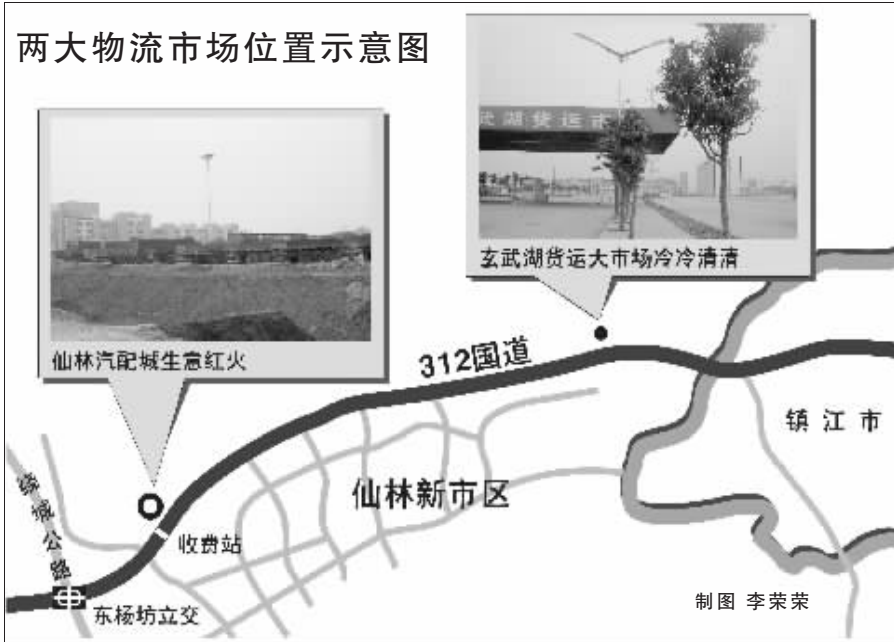 两大物流市场位置示意图
武湖货运市
玄武湖货运大市场冷冷清清
仙林汽配城生意红火
312国道
镇江市
仙林新市区
绕城公路
收费站
东杨坊立交
制图 李荣荣